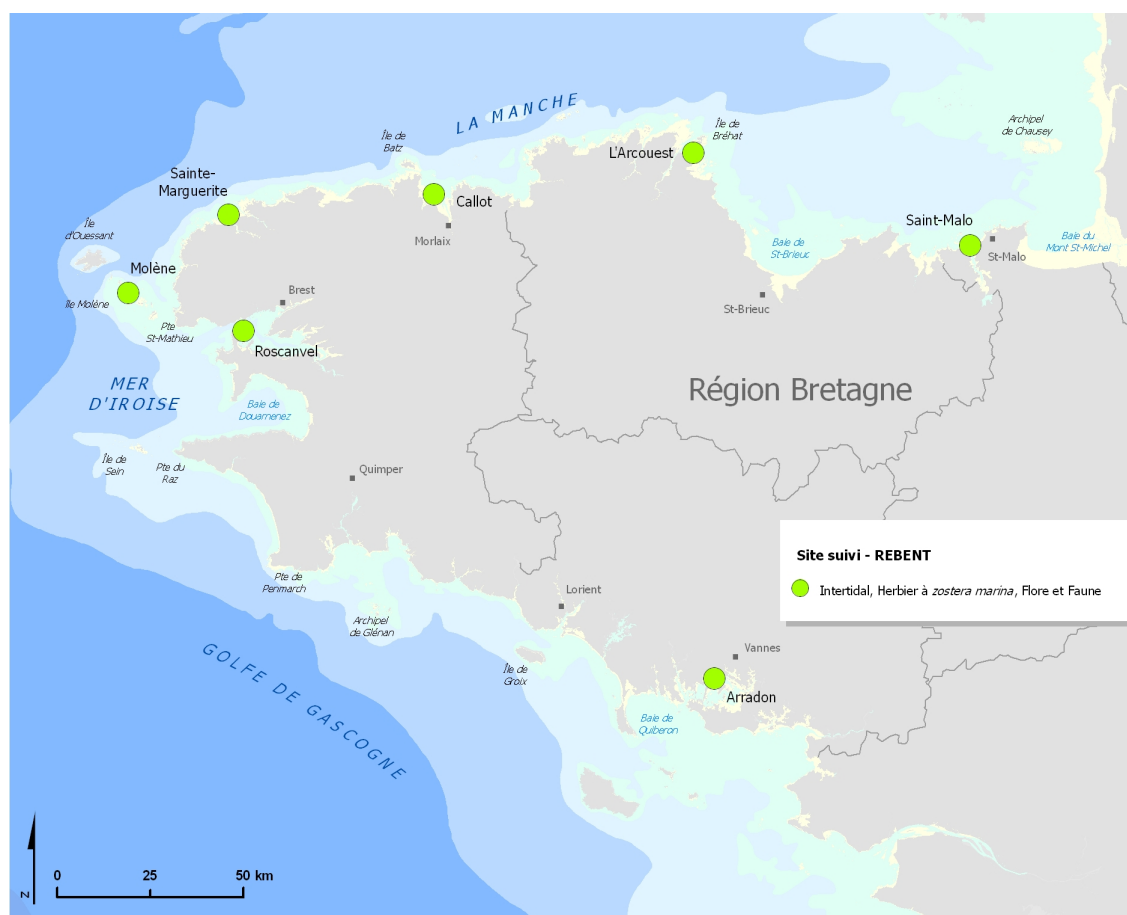 LA MANCHE
Île de
Batz
Île de
Bréhat
Archipel
de Chausey
L'Arcouest
Sainte-
Marguerite
Callot
Morlaix
Saint-Malo
St-Malo
Baie du
Mont St-Michel
Baie de
St-Brieuc
St-Brieuc
Île
d'Ouessant
Molène
Île Molène
Brest
Pte
St-Mathieu
Roscanvel
MER
D'IROISE
Baie de
Douarnenez
Région Bretagne
Île de
Sein
Pte du
Raz
Quimper
Site suivi - REBENT
Intertidal, Herbier à zostera marina, Flore et Faune
Pte de
Penmarch
Lorient
Archipel
de Glénan
Île de
Groix
Vannes
Arradon
Baie de
Quiberon
GOLFE DE GASCOGNE
Z
0 25 50 km